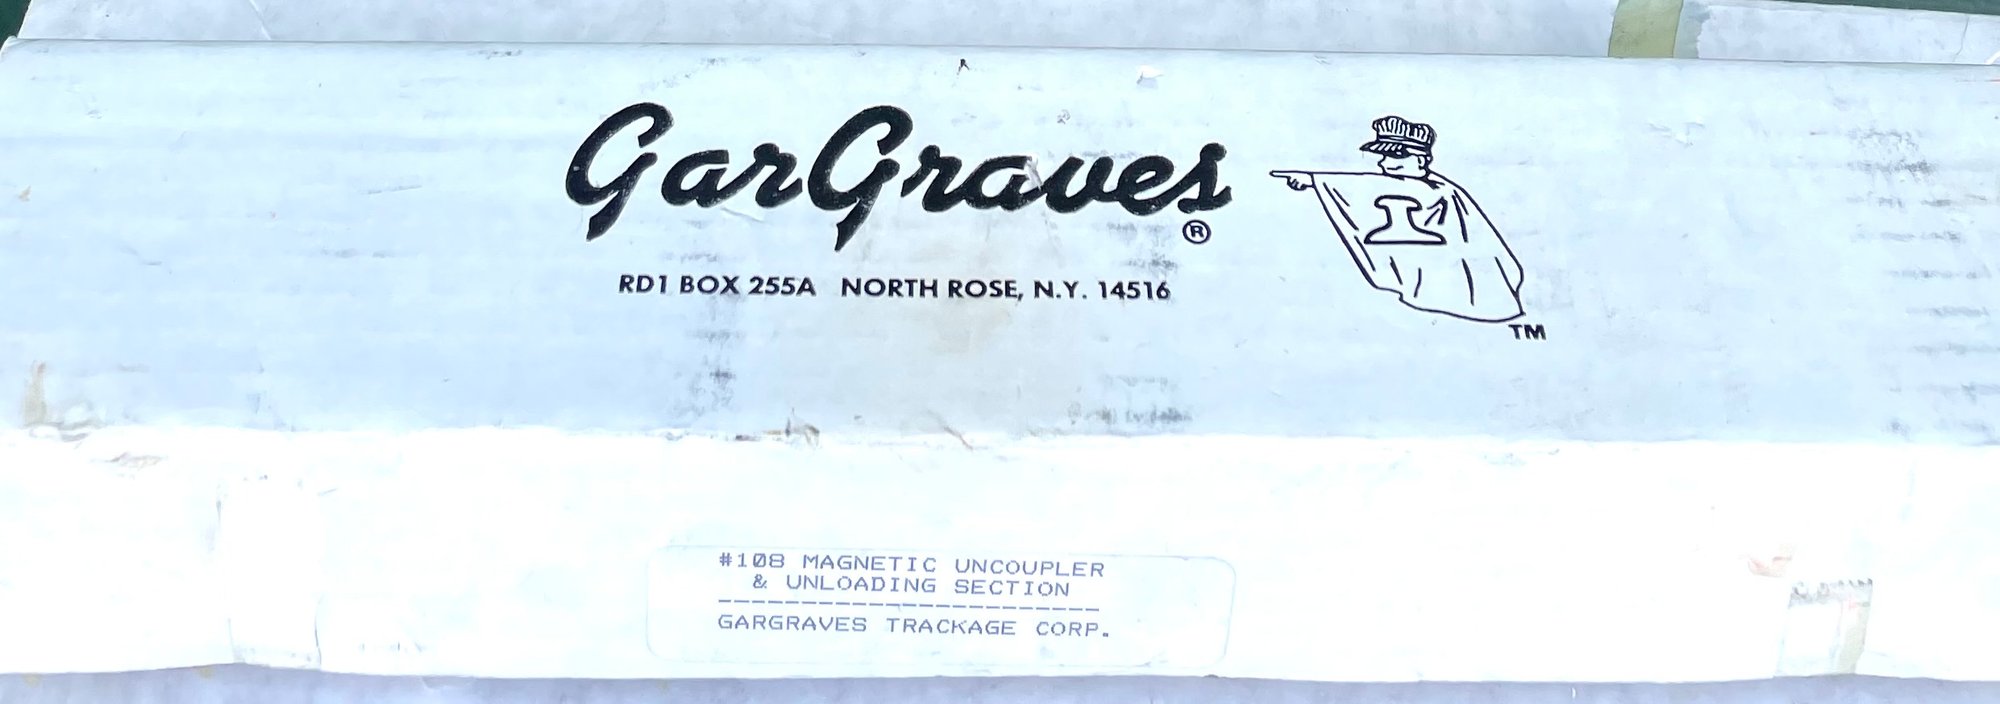 GarGraves®
RD1 BOX 255A NORTH ROSE, N.Y. 14516
TM
#108 MAGNETIC UNCOUPLER
& UNLOADING SECTION
-----------------------
GARGRAVES TRACKAGE CORP.